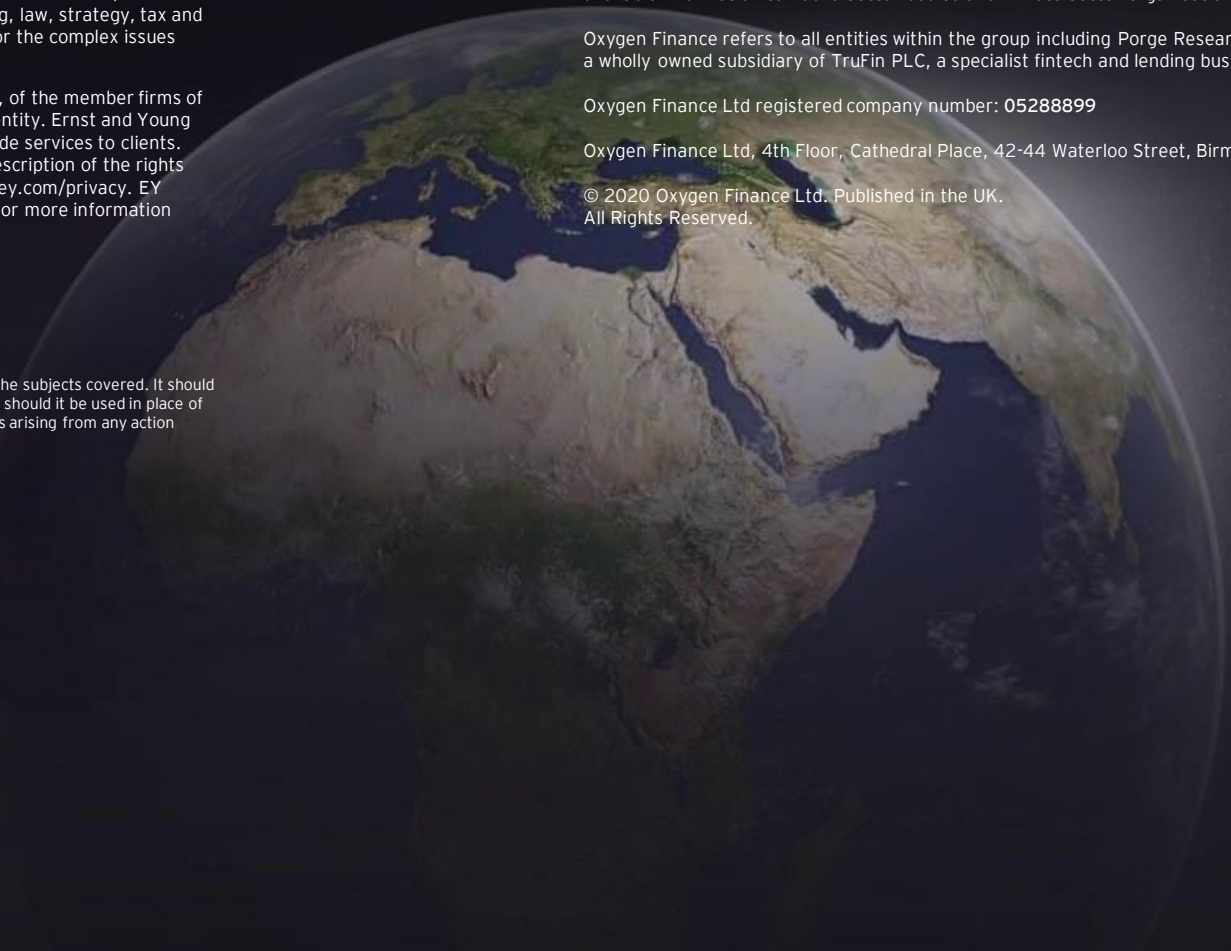 g, law, strategy, tax and
or the complex issues
, of the member firms of
entity. Ernst and Young
de services to clients.
escription of the rights
ey.com/privacy. EY
or more information
he subjects covered. It should
should it be used in place of
s arising from any action
Oxygen Finance refers to all entities within the group including Porge Resear
a wholly owned subsidiary of TruFin PLC, a specialist fintech and lending bus
Oxygen Finance Ltd registered company number: 05288899
Oxygen Finance Ltd, 4th Floor, Cathedral Place, 42-44 Waterloo Street, Birm
© 2020 Oxygen Finance Ltd. Published in the UK.
All Rights Reserved.